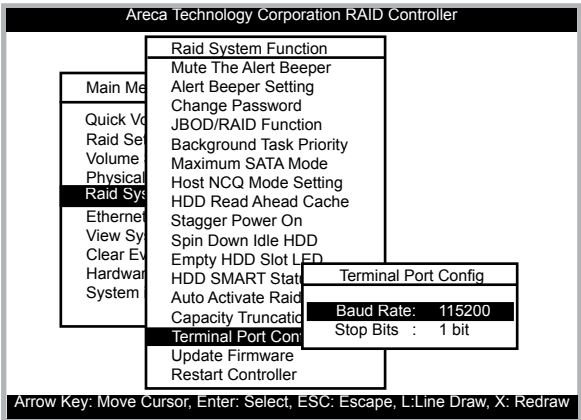 Areca Technology Corporation RAID Controller
Main Me
Quick Vo
Raid Set
Volume
Physical
Raid Sys
Ethernet
View Sy
Clear Ev
Hardwar
System
Raid System Function
Mute The Alert Beeper
Alert Beeper Setting
Change Password
JBOD/RAID Function
Background Task Priority
Maximum SATA Mode
Host NCQ Mode Setting
HDD Read Ahead Cache
Stagger Power On
Spin Down Idle HDD
Empty HDD Slot LED
HDD SMART Stat
Auto Activate Raid
Capacity Truncatio
Terminal Port Con
Update Firmware
Restart Controller
Terminal Port Config
Baud Rate: 115200
Stop Bits : 1 bit
Arrow Key: Move Cursor, Enter: Select, ESC: Escape, L:Line Draw, X: Redraw